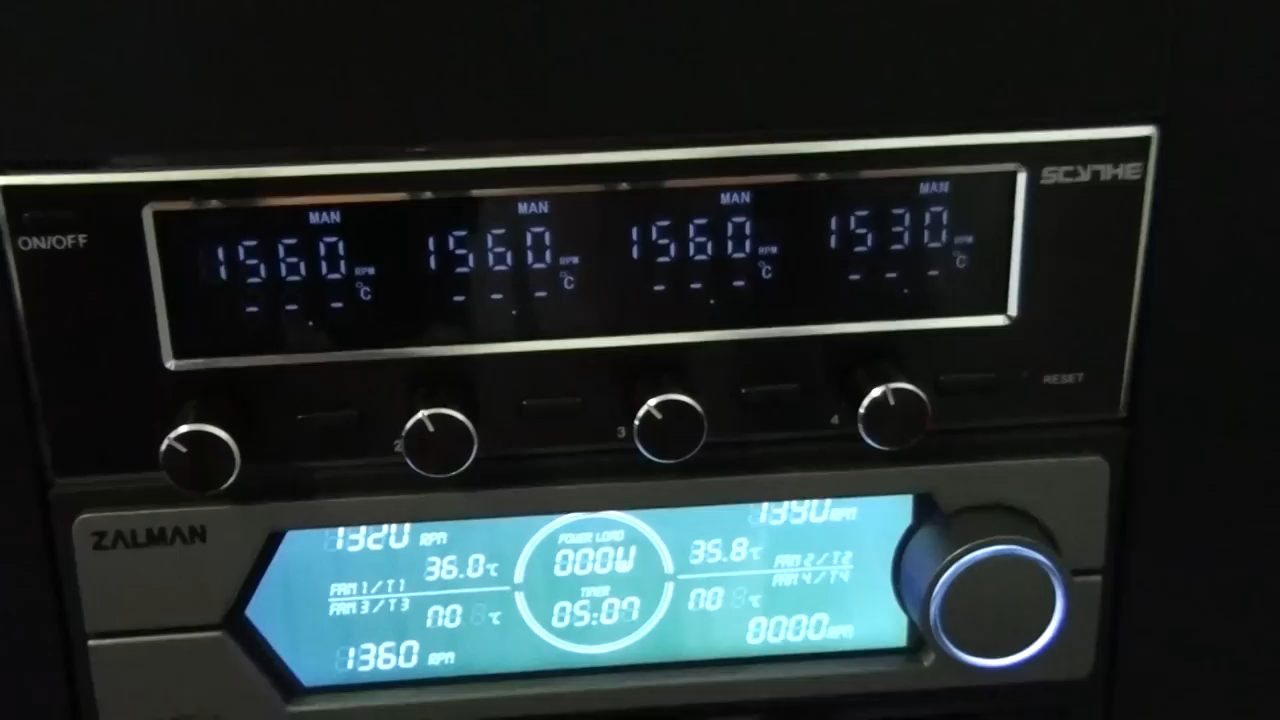 SCYTHE
ON/OFF
MAN MAN MAN MAN
1560 RPM 1560 RPM 1560 RPM 1530 RPM
- - - °C - - - °C - - - °C - - - °C
RESET
2 3 4
ZALMAN
1320 RPM POWER LOAD 1390 RPM
36.0℃ 000W 35.8℃
FAN 1/T1 FAN 2/T2
FAN 3/T3 TIMER FAN 4/T4
NO ℃ 05:07 NO ℃
1360 RPM 0000 RPM